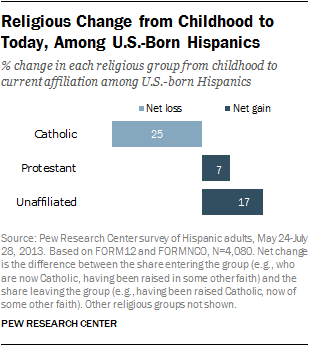 Religious Change from Childhood to
Today, Among U.S.-Born Hispanics
% change in each religious group from childhood to
current affiliation among U.S.-born Hispanics
Net loss Net gain
Catholic 25
Protestant 7
Unaffiliated 17
Source: Pew Research Center survey of Hispanic adults, May 24-July
28, 2013. Based on FORM12 and FORMNCO, N=4,080. Net change
is the difference between the share entering the group (e.g., who
are now Catholic, having been raised in some other faith) and the
share leaving the group (e.g., having been raised Catholic, now of
some other faith). Other religious groups not shown.
PEW RESEARCH CENTER